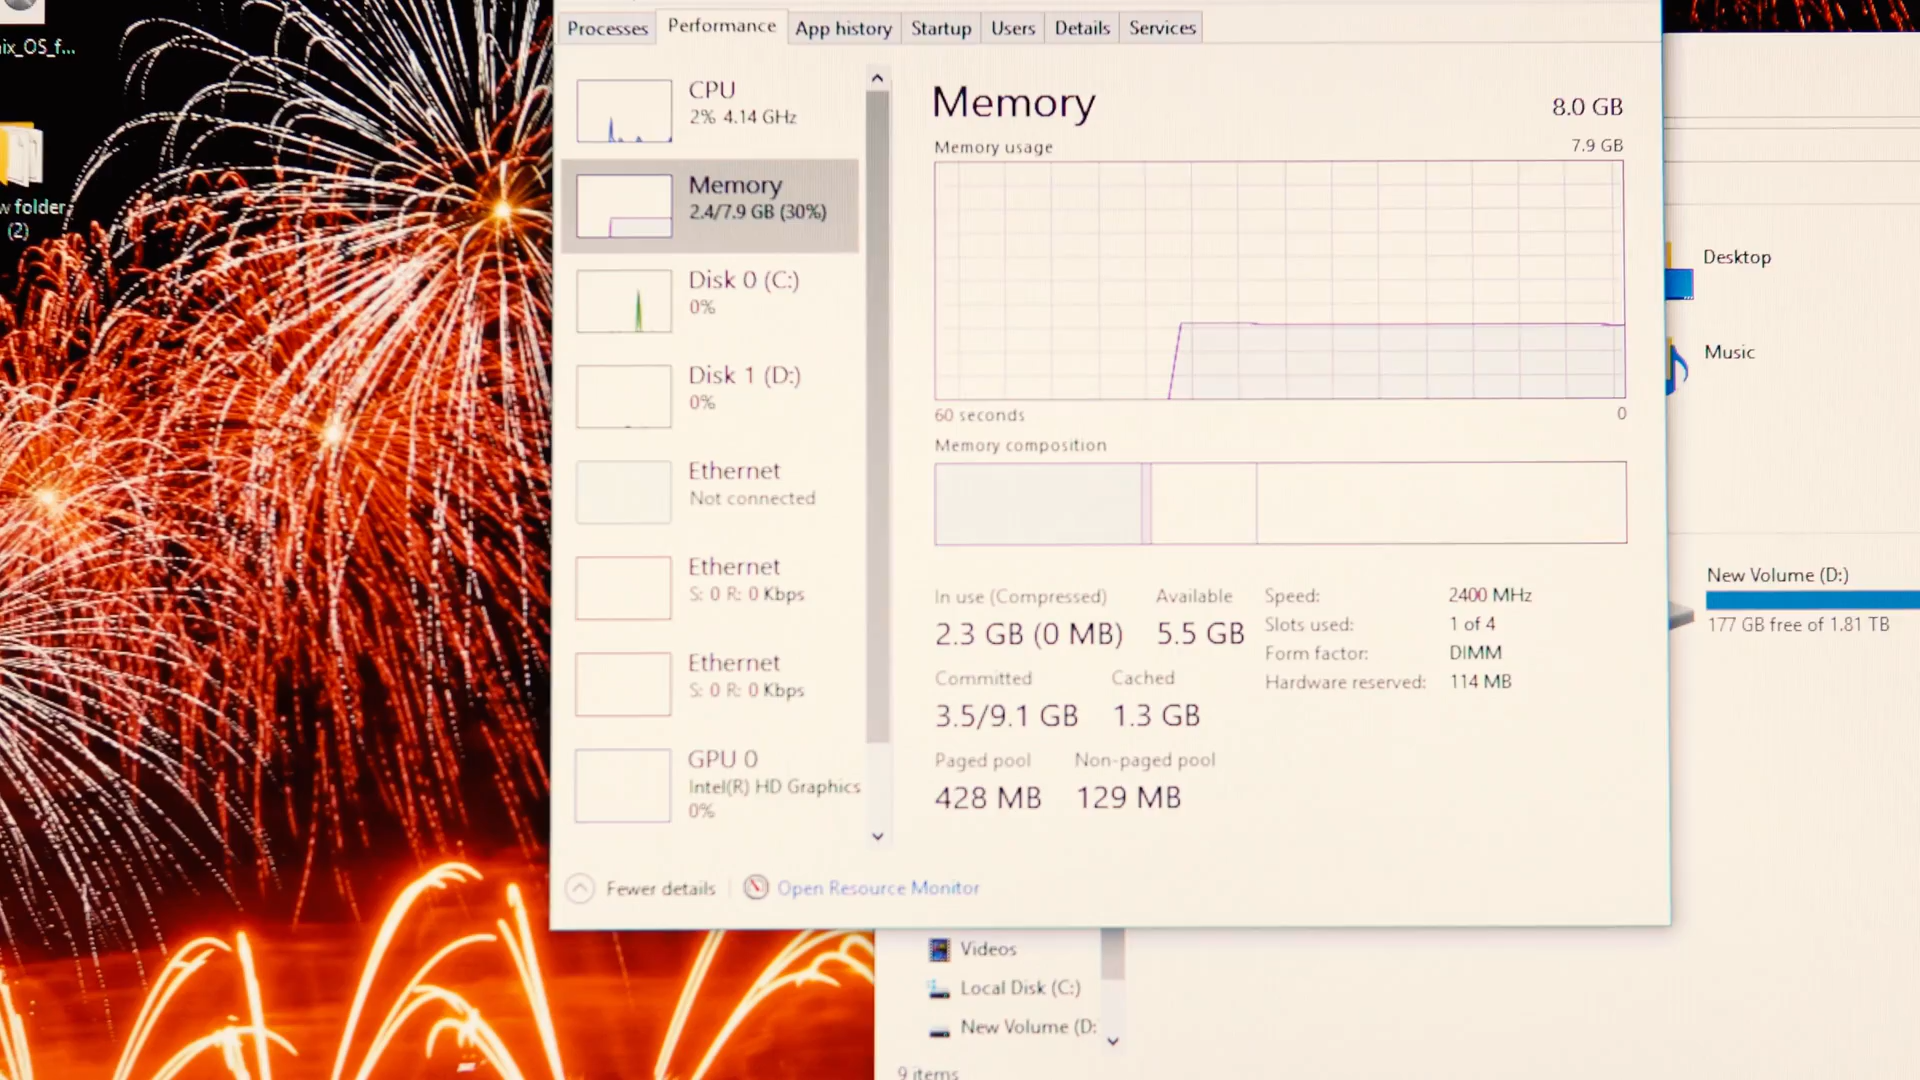 ix_OS_f...
w folder
(2)
Processes
Performance
App history
Startup
Users
Details
Services
CPU
2% 4.14 GHz
Memory
2.4/7.9 GB (30%)
Disk 0 (C:)
0%
Disk 1 (D:)
0%
Ethernet
Not connected
Ethernet
S: 0 R: 0 Kbps
Ethernet
S: 0 R: 0 Kbps
GPU 0
Intel(R) HD Graphics
0%
Memory
8.0 GB
Memory usage
7.9 GB
60 seconds
0
Memory composition
In use (Compressed)
2.3 GB (0 MB)
Available
5.5 GB
Committed
3.5/9.1 GB
Cached
1.3 GB
Paged pool
428 MB
Non-paged pool
129 MB
Speed: 2400 MHz
Slots used: 1 of 4
Form factor: DIMM
Hardware reserved: 114 MB
Fewer details
Open Resource Monitor
Desktop
Music
New Volume (D:)
177 GB free of 1.81 TB
Videos
Local Disk (C:)
New Volume (D:
9 items